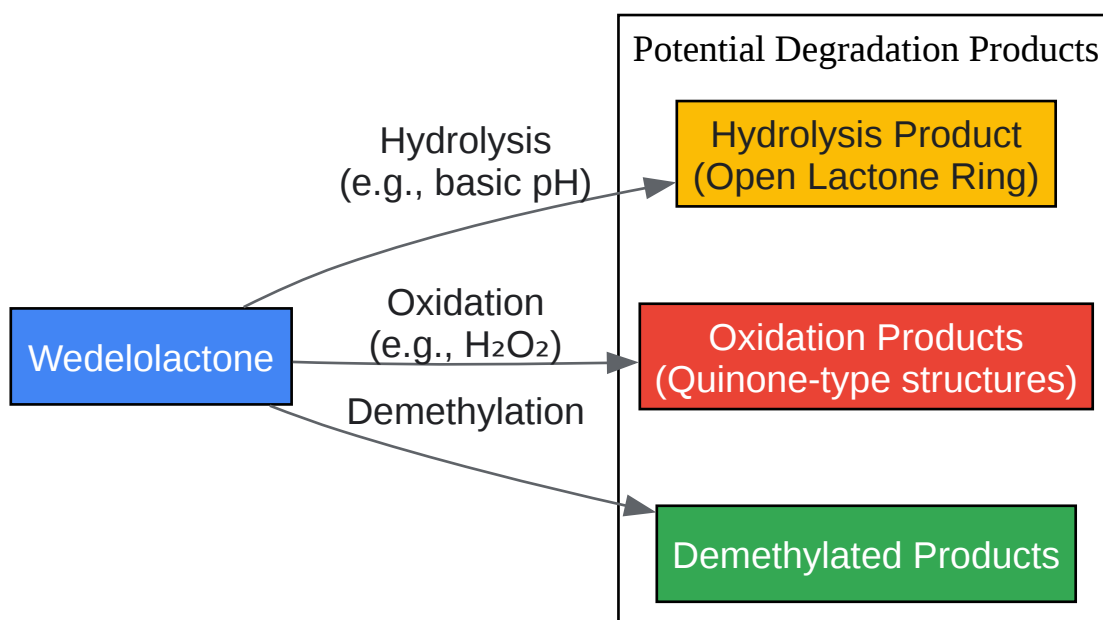 Potential Degradation Products
Hydrolysis
(e.g., basic pH)
Hydrolysis Product
(Open Lactone Ring)
Wedelolactone
Oxidation
(e.g., H₂O₂)
Oxidation Products
(Quinone-type structures)
Demethylation
Demethylated Products